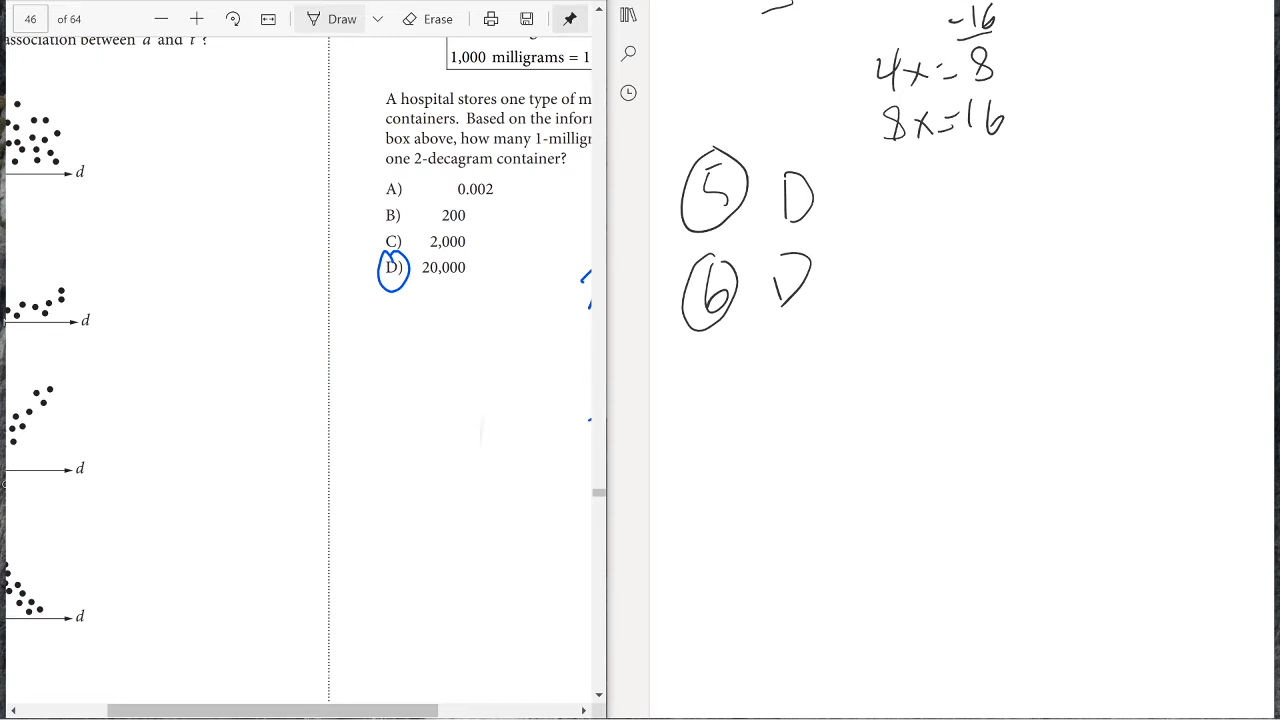 46 of 64
Draw
Erase
association between d and t ?
d
d
d
d
1,000 milligrams = 1
A hospital stores one type of m
containers. Based on the infor
box above, how many 1-milligr
one 2-decagram container?
A) 0.002
B) 200
C) 2,000
D) 20,000
-16
4x=8
8x=16
5 D
6 D